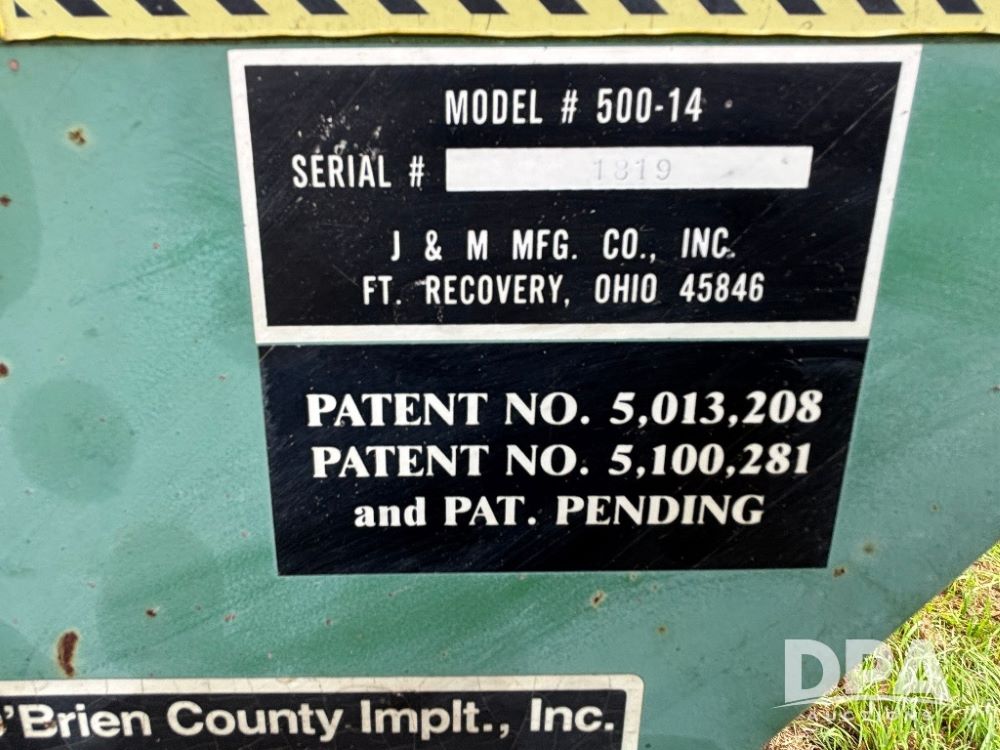 MODEL # 500-14
SERIAL # 1819
J & M MFG. CO., INC.
FT. RECOVERY, OHIO 45846
PATENT NO. 5,013,208
PATENT NO. 5,100,281
and PAT. PENDING
'Brien County Implt., Inc.
DPA
AUCTIONS